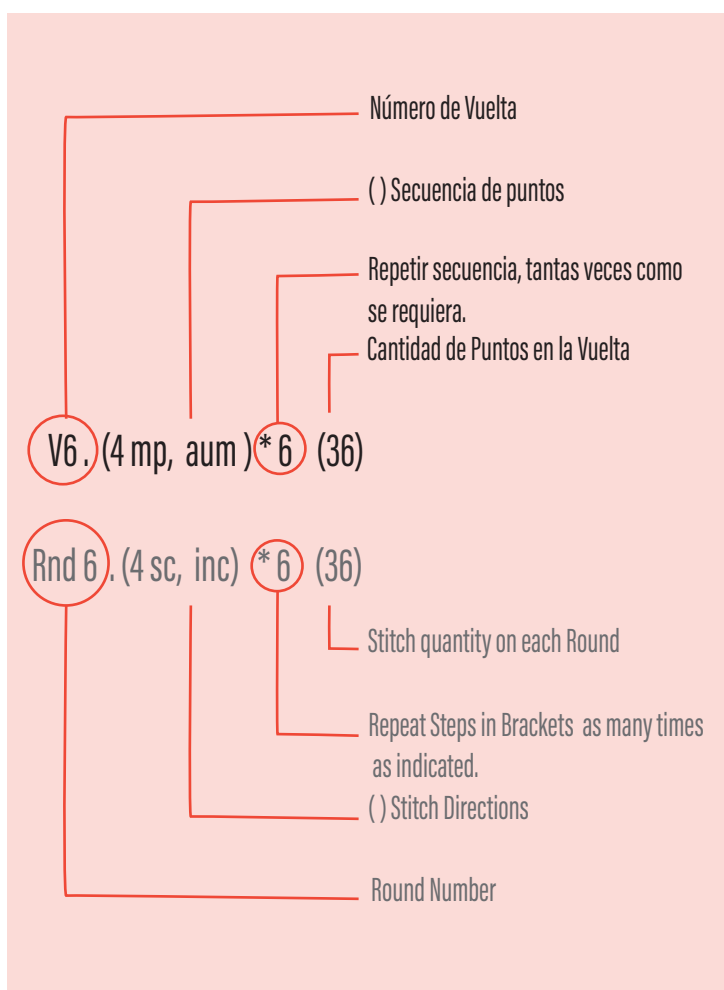 Número de Vuelta
( ) Secuencia de puntos
Repetir secuencia, tantas veces como
se requiera.
Cantidad de Puntos en la Vuelta
V6. (4 mp, aum ) * 6 (36)
Rnd 6 . (4 sc, inc) * 6 (36)
Stitch quantity on each Round
Repeat Steps in Brackets as many times
as indicated.
( ) Stitch Directions
Round Number